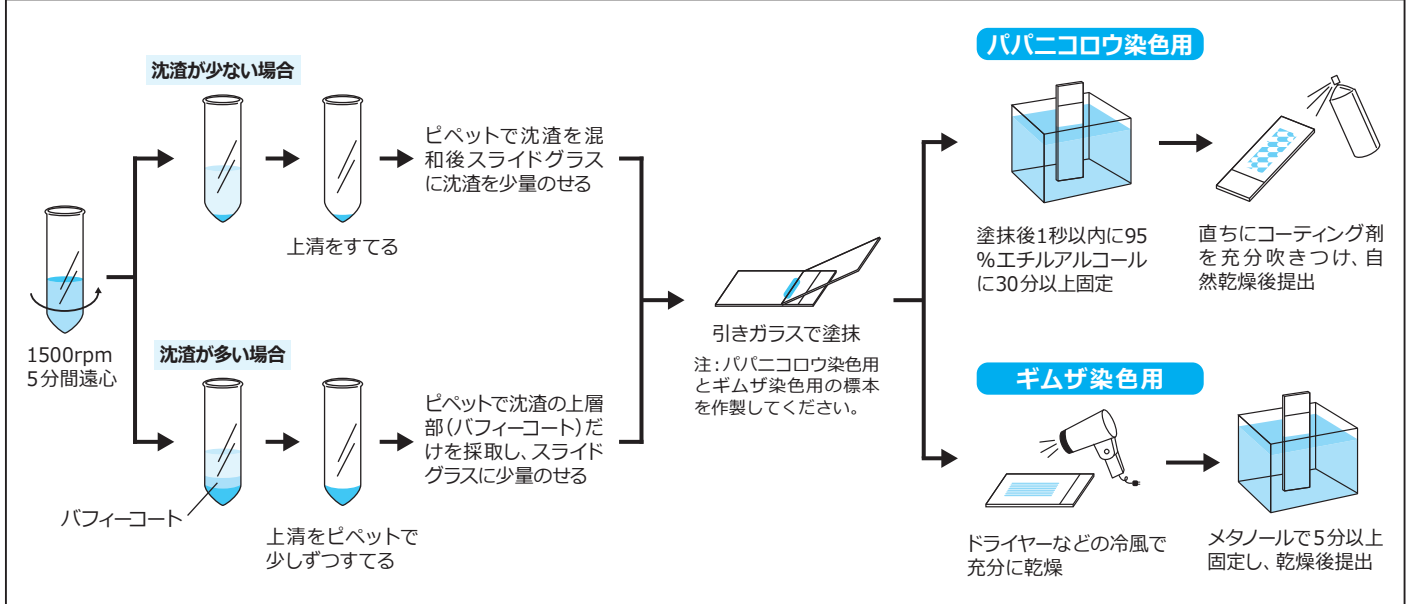 1500rpm
5分間遠心
沈渣が少ない場合
上清をすてる
ピペットで沈渣を混
和後スライドグラス
に沈渣を少量のせる
沈渣が多い場合
バフィーコート
上清をピペットで
少しずつすてる
ピペットで沈渣の上層
部(バフィーコート)だ
けを採取し、スライド
グラスに少量のせる
引きガラスで塗抹
注:パパニコロウ染色用
とギムザ染色用の標本
を作製してください。
パパニコロウ染色用
塗抹後1秒以内に95
%エチルアルコール
に30分以上固定
直ちにコーティング剤
を充分吹きつけ、自
然乾燥後提出
ギムザ染色用
ドライヤーなどの冷風で
充分に乾燥
メタノールで5分以上
固定し、乾燥後提出